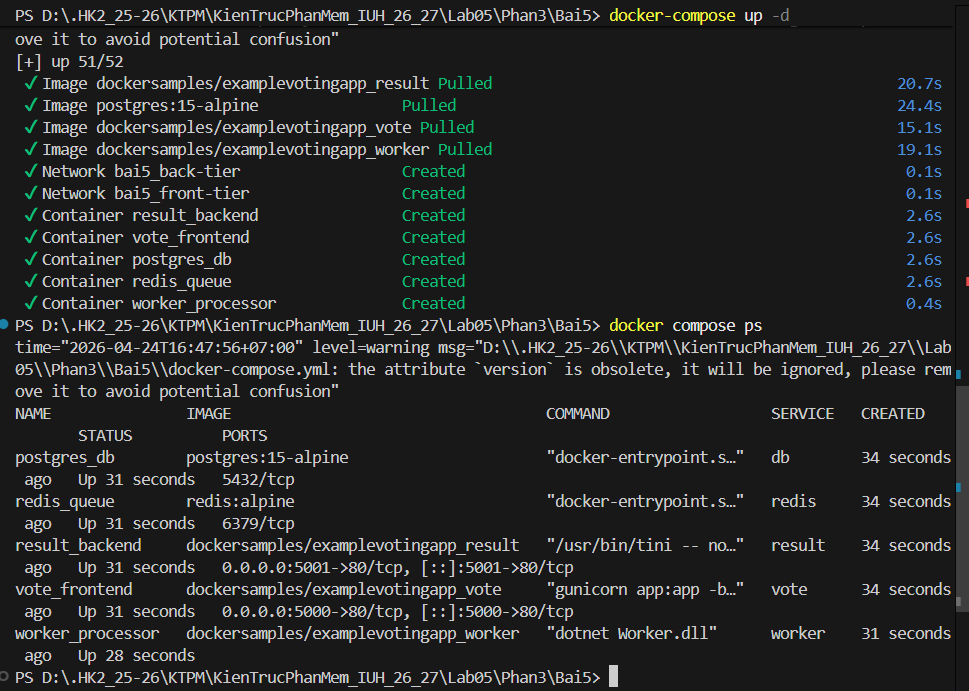 PS D:\.HK2_25-26\KTPM\KienTrucPhanMem_IUH_26_27\Lab05\Phan3\Bai5> docker-compose up -d
ove it to avoid potential confusion"
[+] up 51/52
✓ Image dockersamples/examplevotingapp_result Pulled 20.7s
✓ Image postgres:15-alpine Pulled 24.4s
✓ Image dockersamples/examplevotingapp_vote Pulled 15.1s
✓ Image dockersamples/examplevotingapp_worker Pulled 19.1s
✓ Network bai5_back-tier Created 0.1s
✓ Network bai5_front-tier Created 0.1s
✓ Container result_backend Created 2.6s
✓ Container vote_frontend Created 2.6s
✓ Container postgres_db Created 2.6s
✓ Container redis_queue Created 2.6s
✓ Container worker_processor Created 0.4s
PS D:\.HK2_25-26\KTPM\KienTrucPhanMem_IUH_26_27\Lab05\Phan3\Bai5> docker compose ps
time="2026-04-24T16:47:56+07:00" level=warning msg="D:\\.HK2_25-26\\KTPM\\KienTrucPhanMem_IUH_26_27\\Lab
05\\Phan3\\Bai5\\docker-compose.yml: the attribute `version` is obsolete, it will be ignored, please rem
ove it to avoid potential confusion"
NAME IMAGE COMMAND SERVICE CREATED
STATUS PORTS
postgres_db postgres:15-alpine "docker-entrypoint.s…" db 34 seconds
ago Up 31 seconds 5432/tcp
redis_queue redis:alpine "docker-entrypoint.s…" redis 34 seconds
ago Up 31 seconds 6379/tcp
result_backend dockersamples/examplevotingapp_result "/usr/bin/tini -- no…" result 34 seconds
ago Up 31 seconds 0.0.0.0:5001->80/tcp, [::]:5001->80/tcp
vote_frontend dockersamples/examplevotingapp_vote "gunicorn app:app -b…" vote 34 seconds
ago Up 31 seconds 0.0.0.0:5000->80/tcp, [::]:5000->80/tcp
worker_processor dockersamples/examplevotingapp_worker "dotnet Worker.dll" worker 31 seconds
ago Up 28 seconds
PS D:\.HK2_25-26\KTPM\KienTrucPhanMem_IUH_26_27\Lab05\Phan3\Bai5>